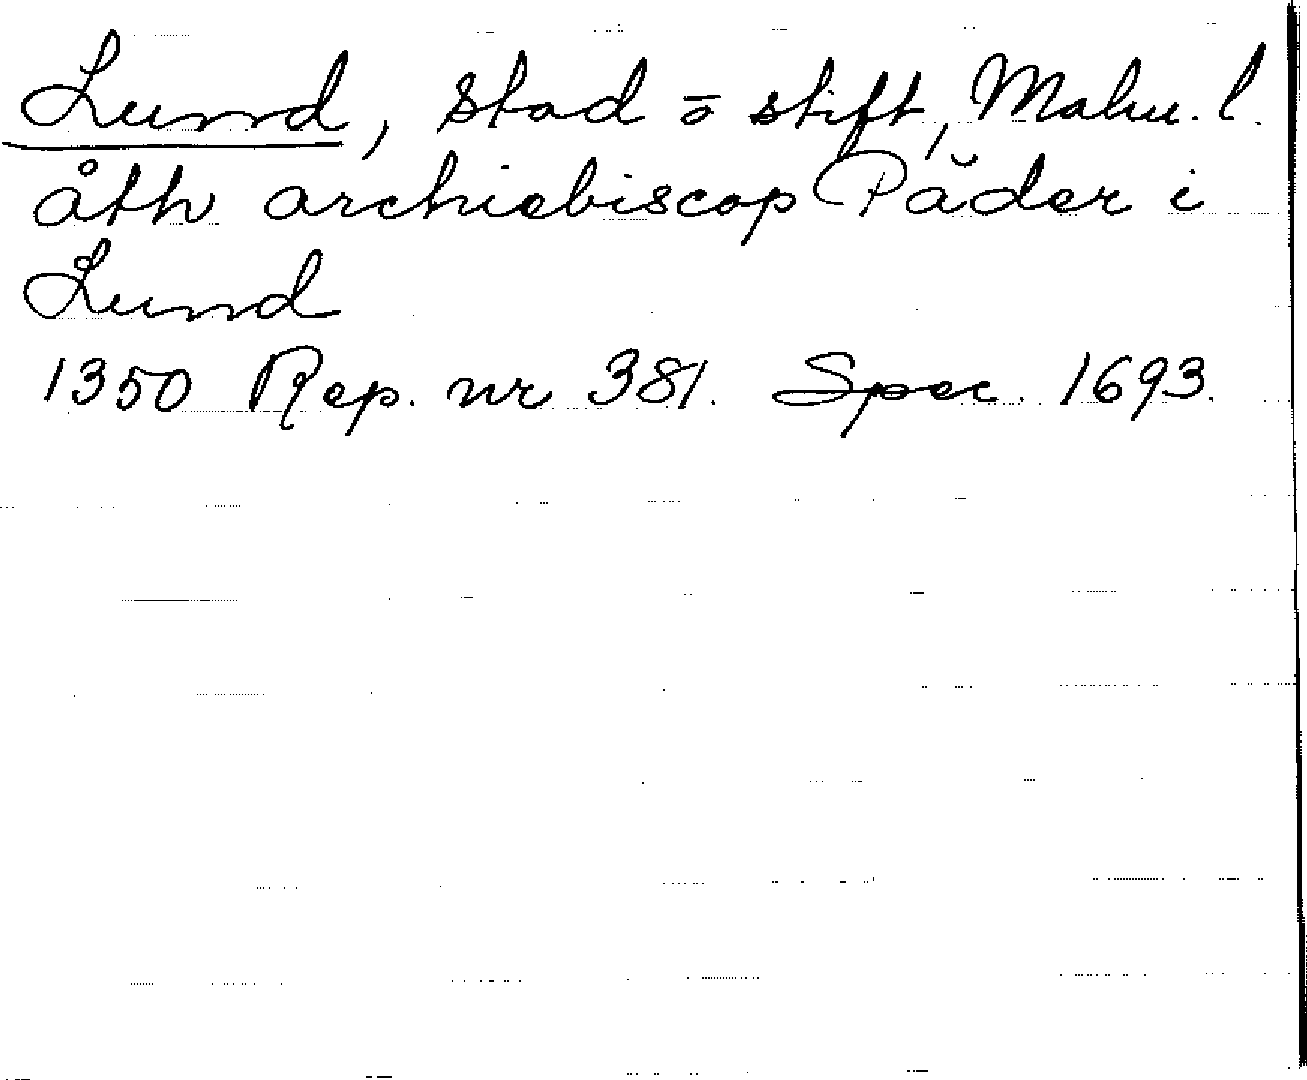 Lund, stad ō stift, Malm. l.
åth archiebiscop Päder i
Lund
1350 Rep. nr 381. Spec. 1693.